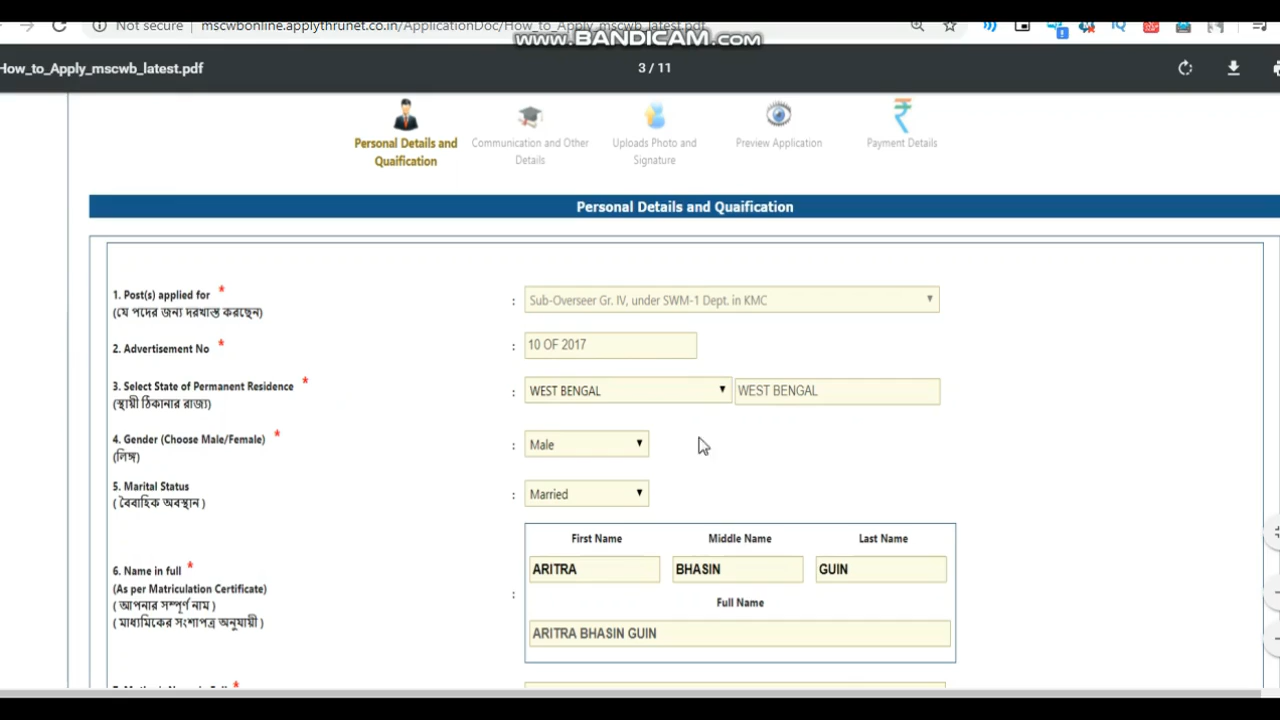 Not secure mscwbonline.applythrunet.co.in/ApplicationDoc/How_to_Apply_mscwb_latest.pdf
www.BANDICAM.com
How_to_Apply_mscwb_latest.pdf
3 / 11
Personal Details and
Quaification
Communication and Other
Details
Uploads Photo and
Signature
Preview Application
Payment Details
Personal Details and Quaification
1. Post(s) applied for *
(যে পদের জন্য দরখাস্ত করছেন)
: Sub-Overseer Gr. IV, under SWM-1 Dept. in KMC
2. Advertisement No *
: 10 OF 2017
3. Select State of Permanent Residence *
(স্থায়ী ঠিকানার রাজ্য)
: WEST BENGAL WEST BENGAL
4. Gender (Choose Male/Female) *
(লিঙ্গ)
: Male
5. Marital Status
( বৈবাহিক অবস্থান )
: Married
First Name Middle Name Last Name
ARITRA BHASIN GUIN
Full Name
ARITRA BHASIN GUIN
6. Name in full *
(As per Matriculation Certificate)
( আপনার সম্পূর্ণ নাম )
( মাধ্যমিকের সংশাপত্র অনুযায়ী )
: